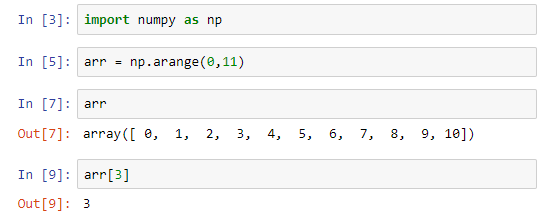 In [3]: import numpy as np
In [5]: arr = np.arange(0,11)
In [7]: arr
Out[7]: array([ 0,  1,  2,  3,  4,  5,  6,  7,  8,  9, 10])
In [9]: arr[3]
Out[9]: 3